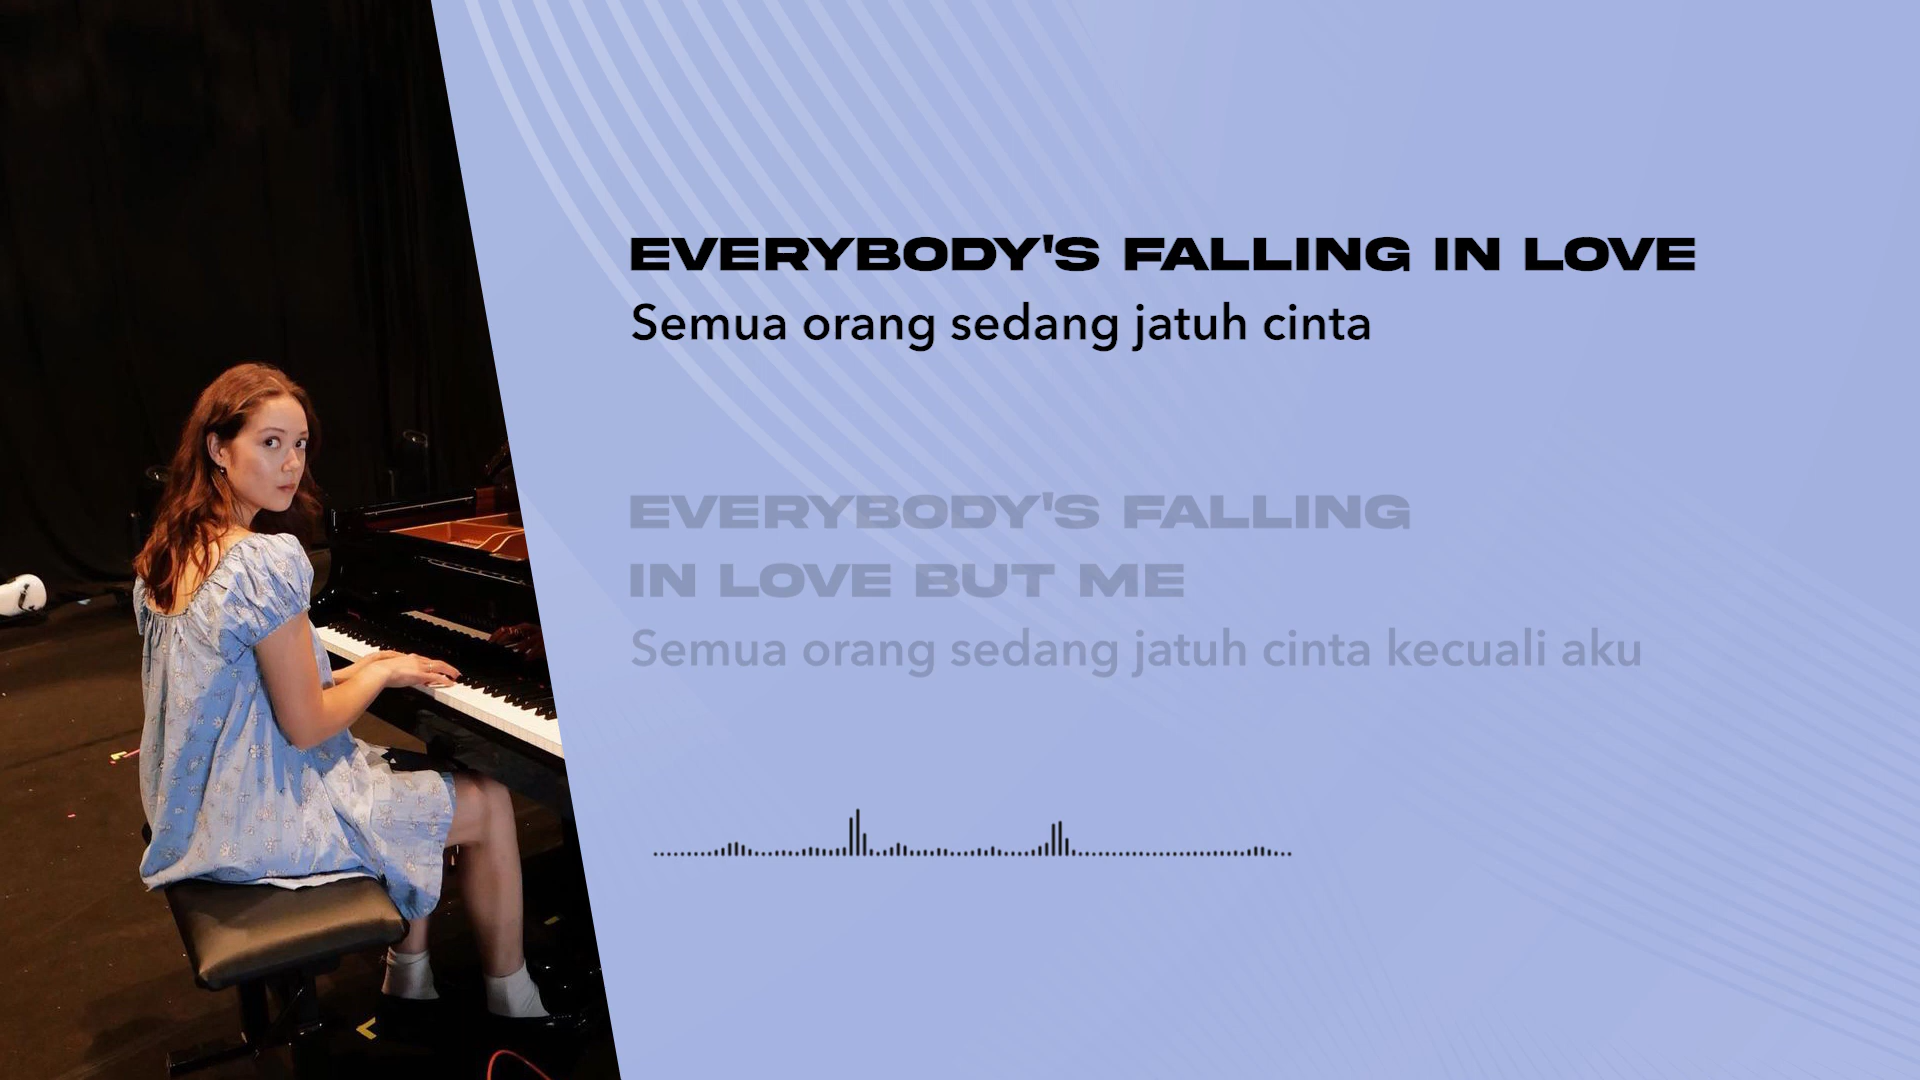 EVERYBODY'S FALLING IN LOVE
Semua orang sedang jatuh cinta
EVERYBODY'S FALLING
IN LOVE BUT ME
Semua orang sedang jatuh cinta kecuali aku